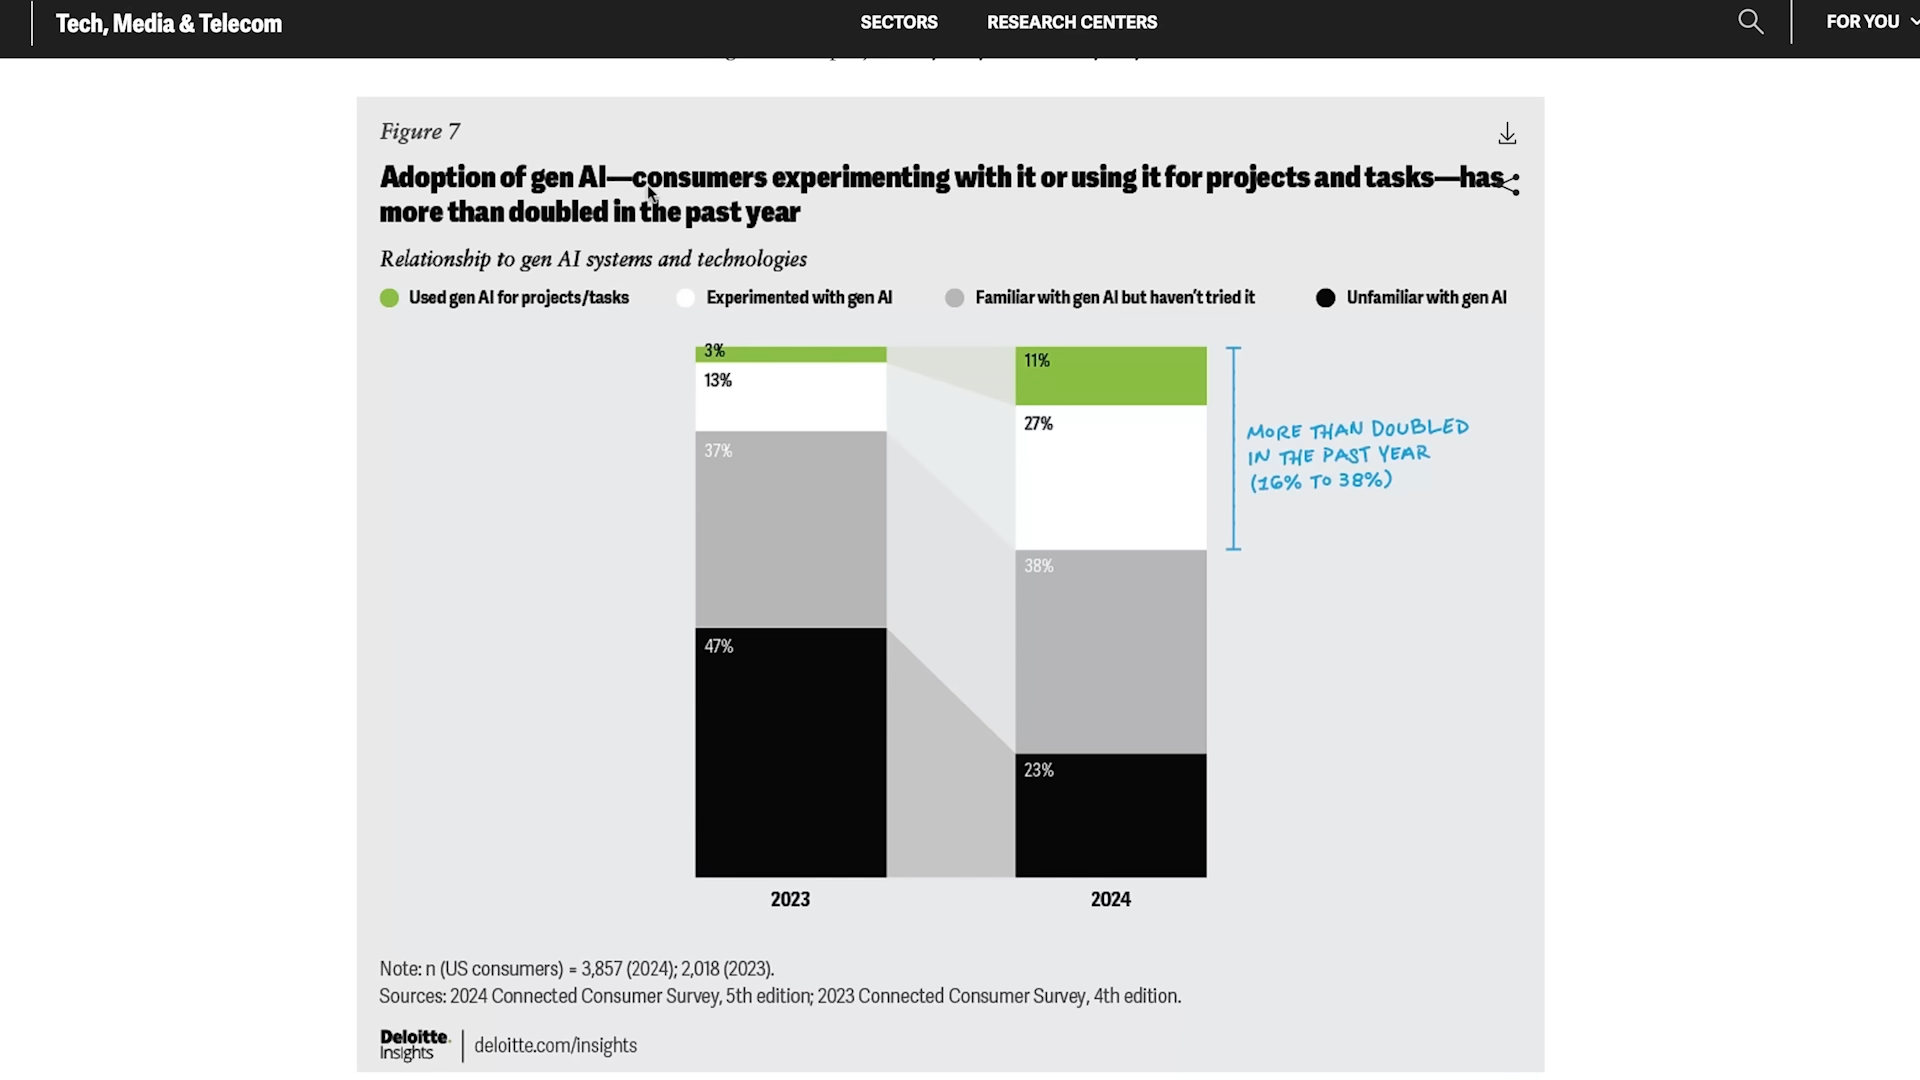 Tech, Media & Telecom
SECTORS
RESEARCH CENTERS
FOR YOU
Figure 7
Adoption of gen AI—consumers experimenting with it or using it for projects and tasks—has
more than doubled in the past year
Relationship to gen AI systems and technologies
Used gen AI for projects/tasks
Experimented with gen AI
Familiar with gen AI but haven't tried it
Unfamiliar with gen AI
3%
13%
37%
47%
11%
27%
38%
23%
MORE THAN DOUBLED
IN THE PAST YEAR
(16% TO 38%)
2023
2024
Note: n (US consumers) = 3,857 (2024); 2,018 (2023).
Sources: 2024 Connected Consumer Survey, 5th edition; 2023 Connected Consumer Survey, 4th edition.
Deloitte.
Insights
deloitte.com/insights